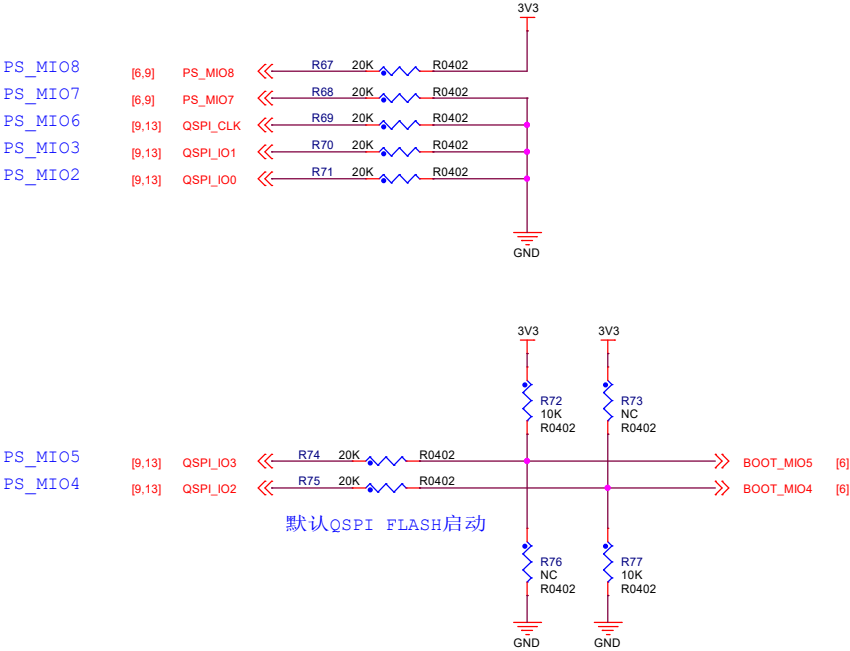 3V3
PS_MIO8 [6,9] PS_MIO8 R67 20K R0402
PS_MIO7 [6,9] PS_MIO7 R68 20K R0402
PS_MIO6 [9,13] QSPI_CLK R69 20K R0402
PS_MIO3 [9,13] QSPI_IO1 R70 20K R0402
PS_MIO2 [9,13] QSPI_IO0 R71 20K R0402
GND
3V3 3V3
R72 R73
10K NC
R0402 R0402
PS_MIO5 [9,13] QSPI_IO3 R74 20K R0402 BOOT_MIO5 [6]
PS_MIO4 [9,13] QSPI_IO2 R75 20K R0402 BOOT_MIO4 [6]
默认QSPI FLASH启动
R76 R77
NC 10K
R0402 R0402
GND GND